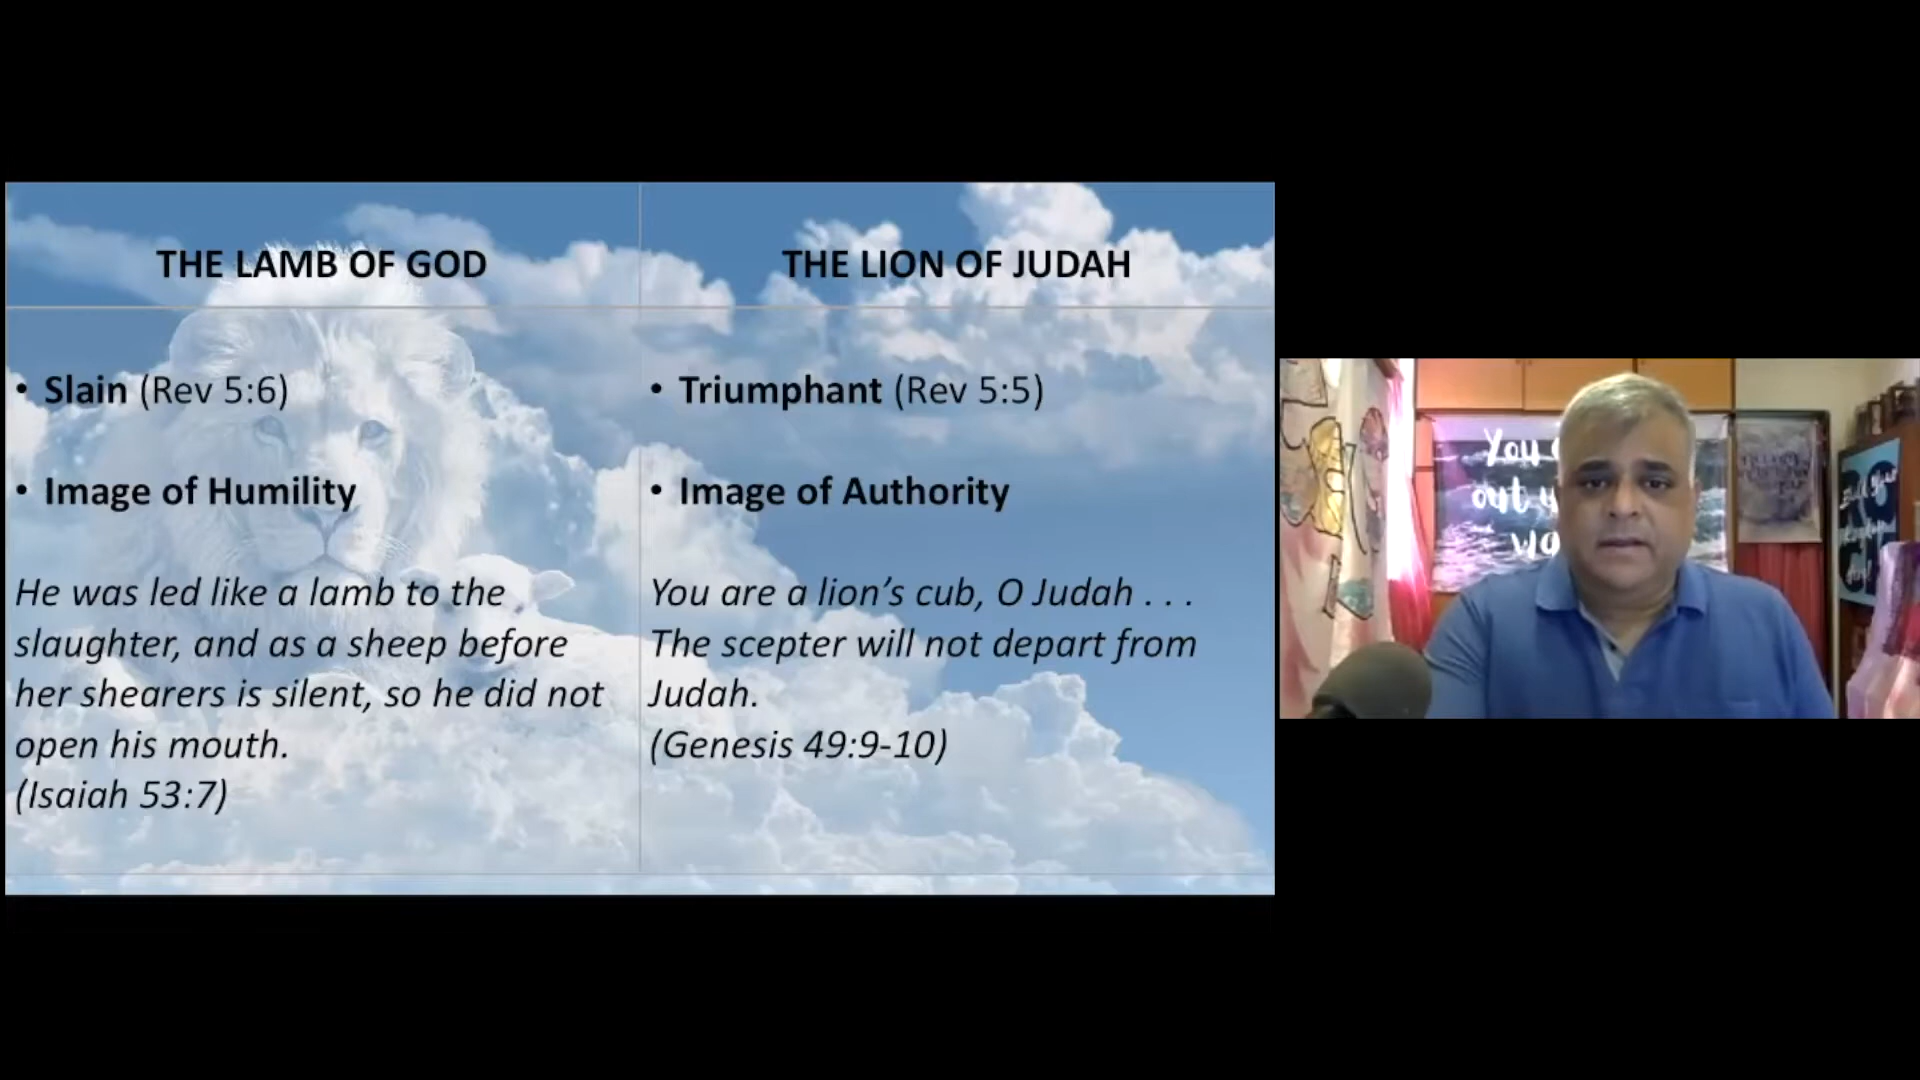 THE LAMB OF GOD
THE LION OF JUDAH
• Slain (Rev 5:6)
• Image of Humility
He was led like a lamb to the
slaughter, and as a sheep before
her shearers is silent, so he did not
open his mouth.
(Isaiah 53:7)
• Triumphant (Rev 5:5)
• Image of Authority
You are a lion’s cub, O Judah . . .
The scepter will not depart from
Judah.
(Genesis 49:9-10)
You
out